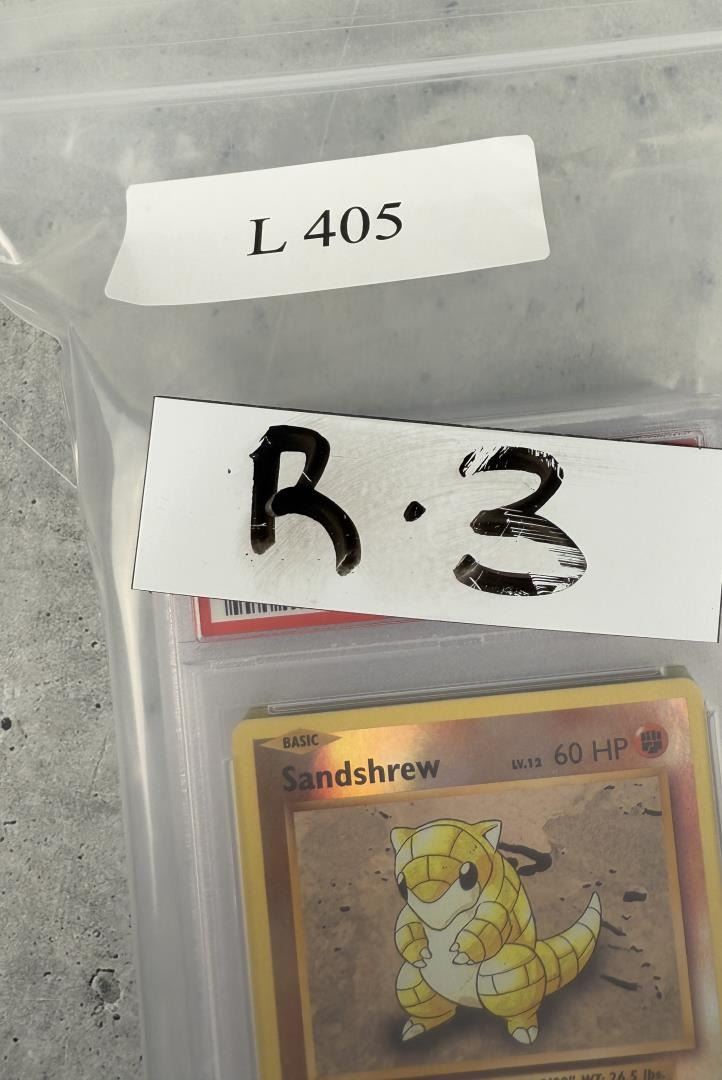 L 405
R·3
BASIC
Sandshrew LV.12 60 HP
WT: 26.5 lbs.